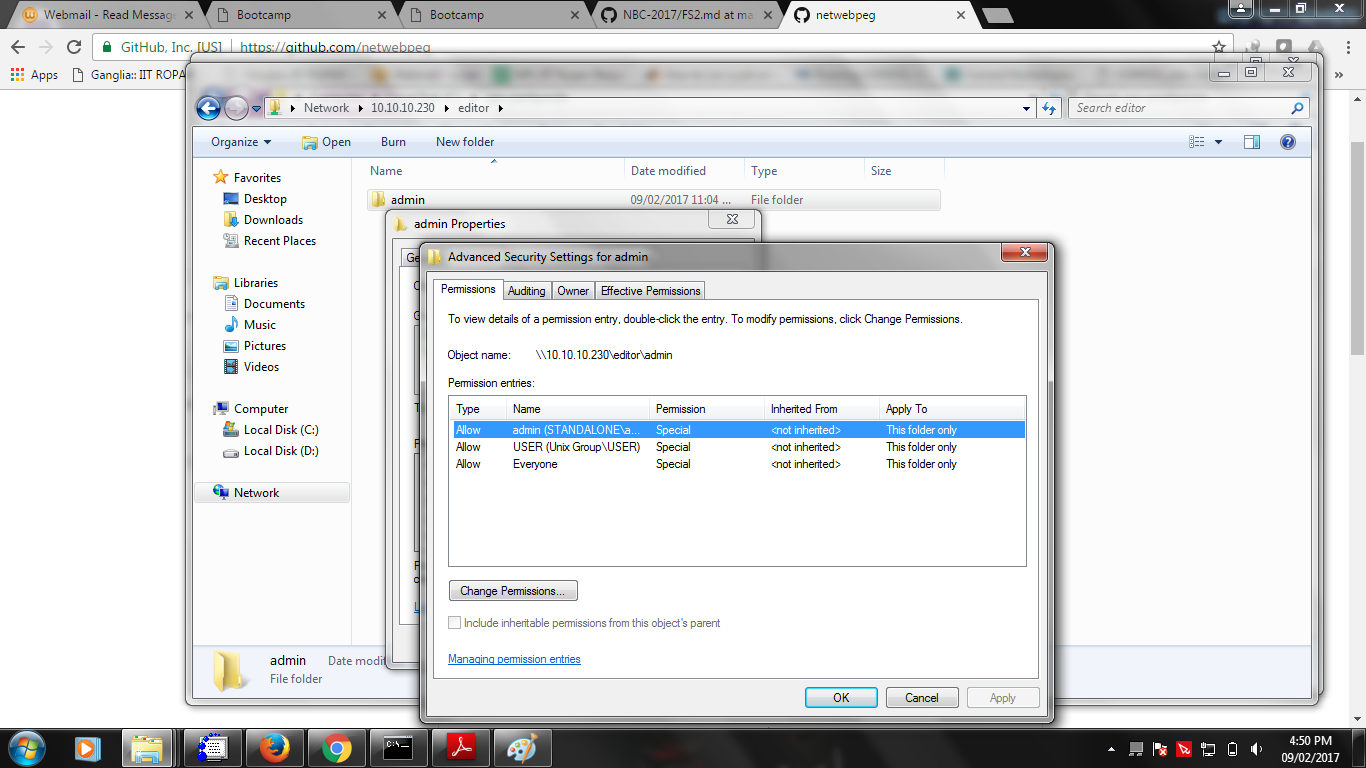 Webmail - Read Message
Bootcamp
Bootcamp
NBC-2017/FS2.md at ma
netwebpeg
GitHub, Inc. [US]
https://github.com/netwebpeg
Apps
Ganglia:: IIT ROPA
Network
10.10.10.230
editor
Search editor
Organize
Open
Burn
New folder
Name
Date modified
Type
Size
Favorites
Desktop
Downloads
Recent Places
Libraries
Documents
Music
Pictures
Videos
Computer
Local Disk (C:)
Local Disk (D:)
Network
admin
09/02/2017 11:04 ...
File folder
admin Properties
Ge
Advanced Security Settings for admin
Permissions
Auditing
Owner
Effective Permissions
To view details of a permission entry, double-click the entry. To modify permissions, click Change Permissions.
Object name: \\10.10.10.230\editor\admin
Permission entries:
Type Name Permission Inherited From Apply To
Allow admin (STANDALONE\a... Special <not inherited> This folder only
Allow USER (Unix Group\USER) Special <not inherited> This folder only
Allow Everyone Special <not inherited> This folder only
Change Permissions...
Include inheritable permissions from this object's parent
Managing permission entries
OK
Cancel
Apply
admin
Date modi
File folder
4:50 PM
09/02/2017